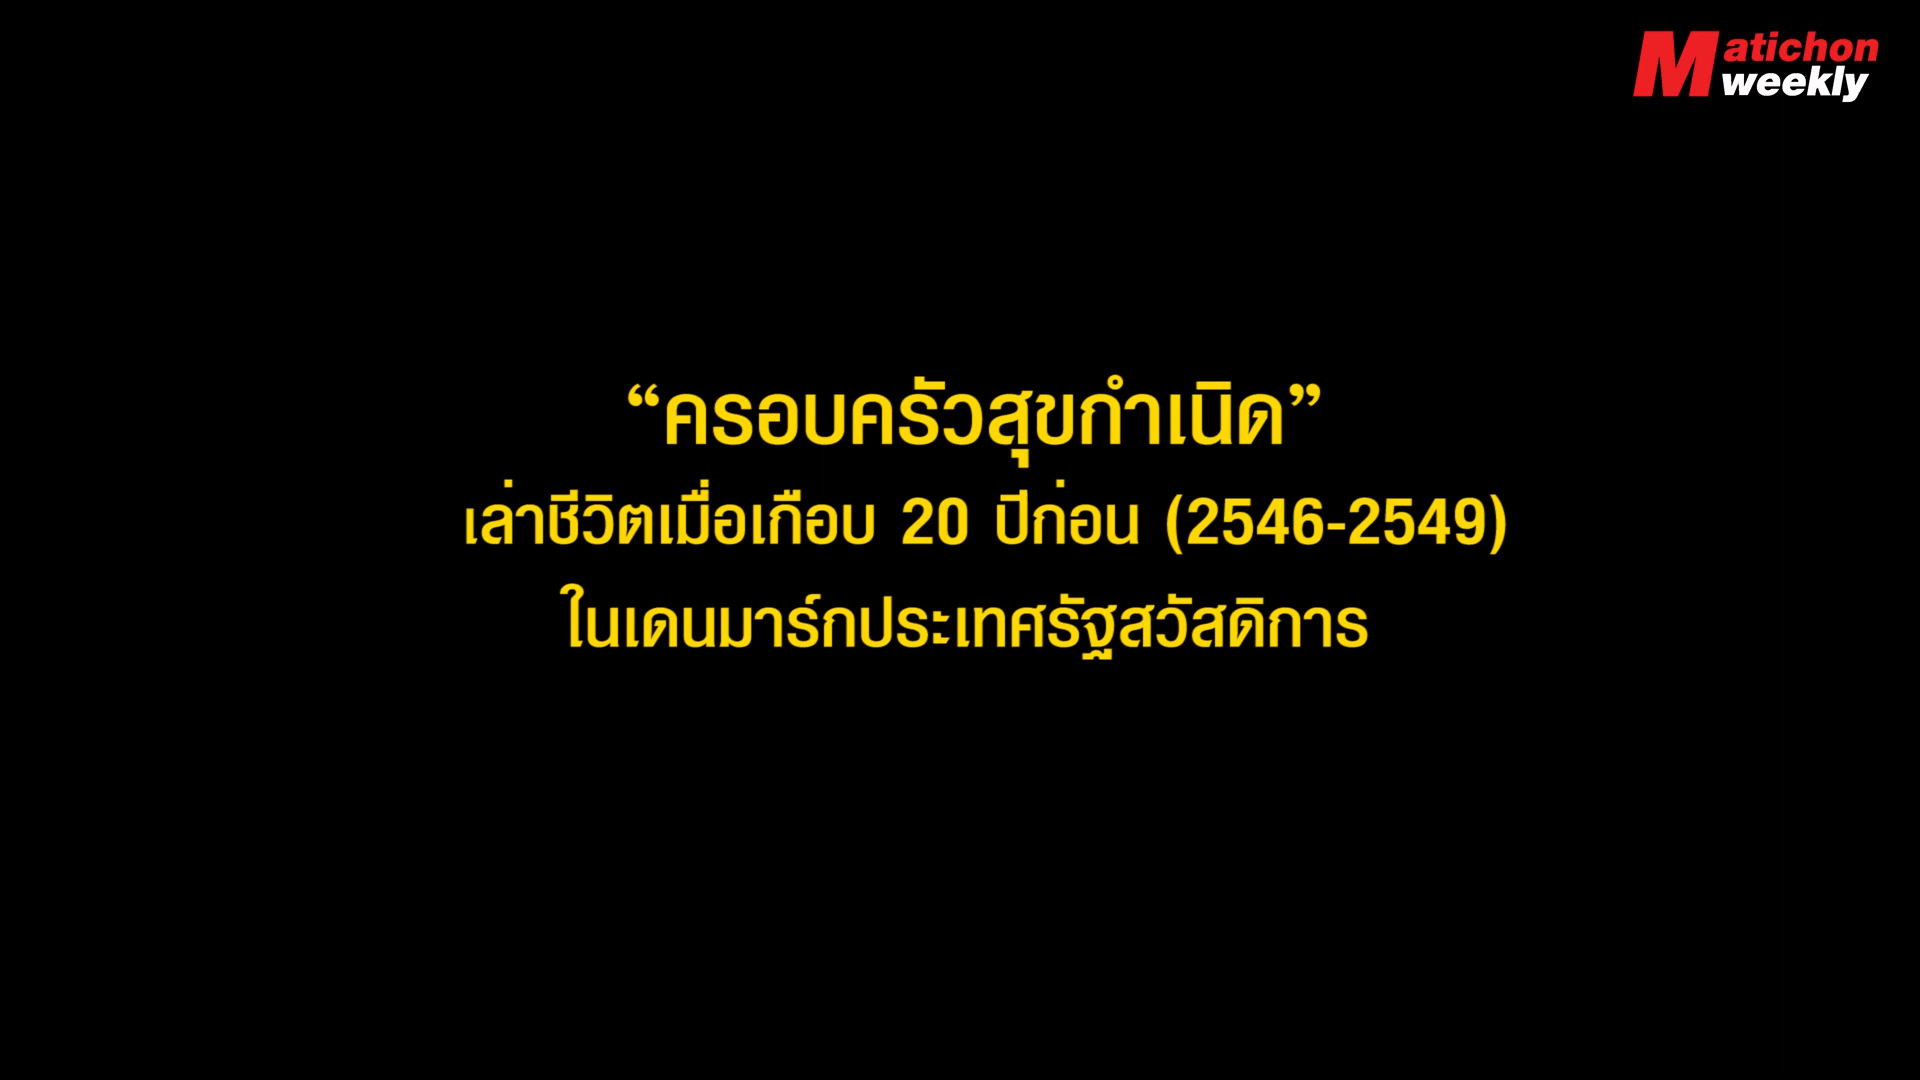 Matichon
weekly
“ครอบครัวสุขกำเนิด”
เล่าชีวิตเมื่อเกือบ 20 ปีก่อน (2546-2549)
ในเดนมาร์กประเทศรัฐสวัสดิการ